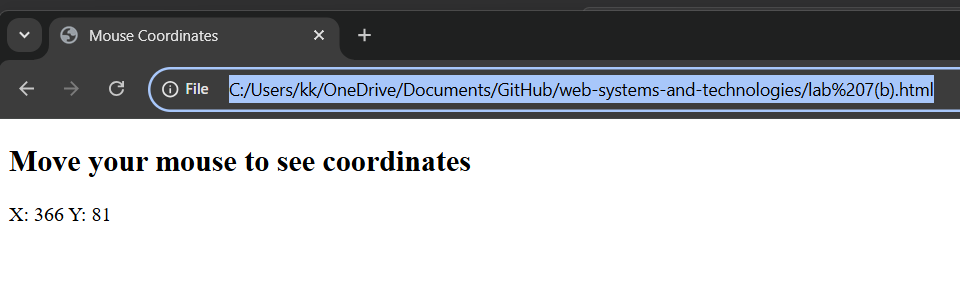 Mouse Coordinates
File C:/Users/kk/OneDrive/Documents/GitHub/web-systems-and-technologies/lab%207(b).html
Move your mouse to see coordinates
X: 366 Y: 81